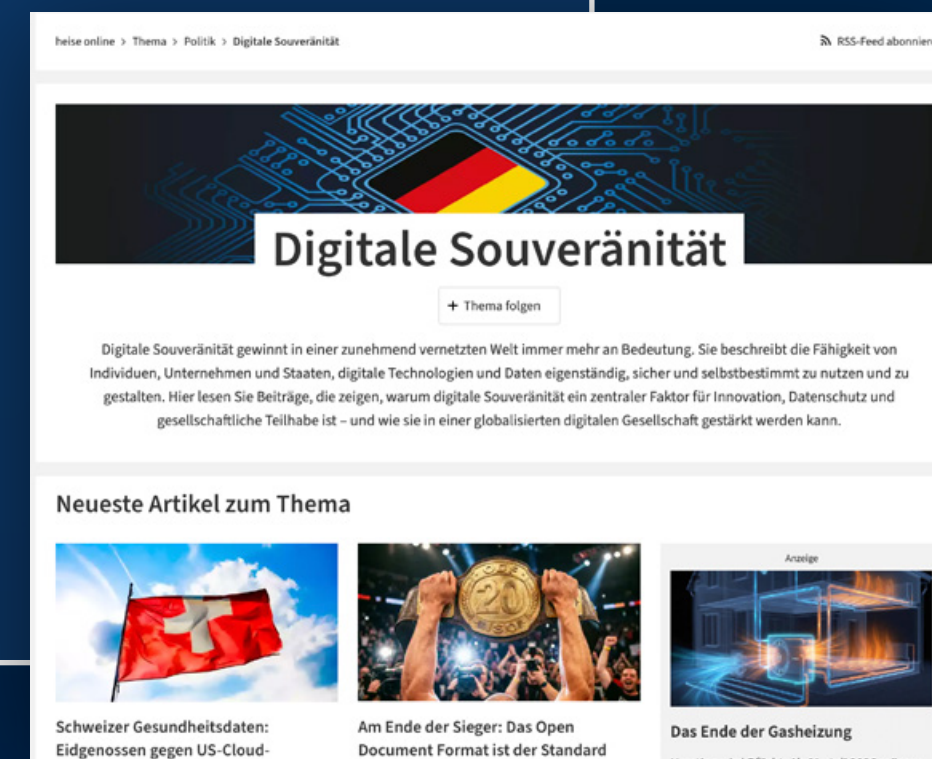 heise online > Thema > Politik > Digitale Souveränität
RSS-Feed abonnier
Digitale Souveränität
+ Thema folgen
Digitale Souveränität gewinnt in einer zunehmend vernetzten Welt immer mehr an Bedeutung. Sie beschreibt die Fähigkeit von
Individuen, Unternehmen und Staaten, digitale Technologien und Daten eigenständig, sicher und selbstbestimmt zu nutzen und zu
gestalten. Hier lesen Sie Beiträge, die zeigen, warum digitale Souveränität ein zentraler Faktor für Innovation, Datenschutz und
gesellschaftliche Teilhabe ist – und wie sie in einer globalisierten digitalen Gesellschaft gestärkt werden kann.
Neueste Artikel zum Thema
20
Schweizer Gesundheitsdaten:
Eidgenossen gegen US-Cloud-
Am Ende der Sieger: Das Open
Document Format ist der Standard
Anzeige
Das Ende der Gasheizung